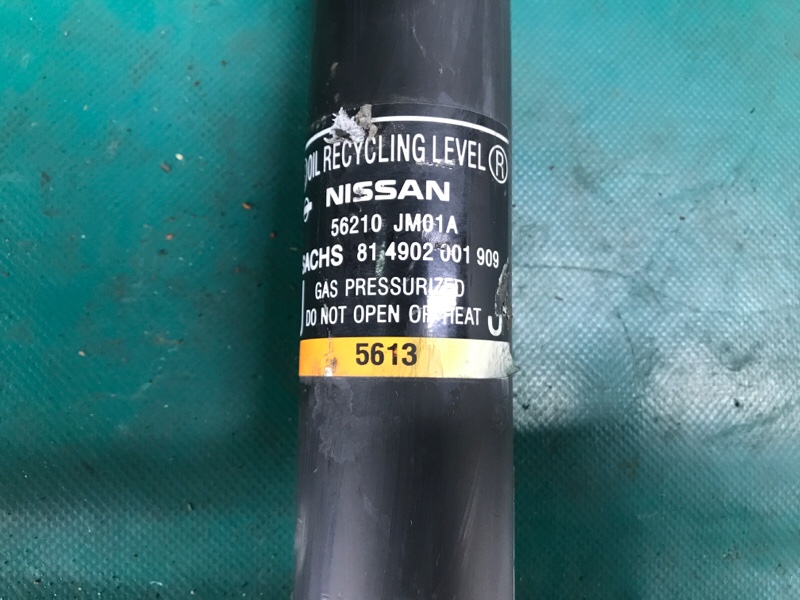 OIL RECYCLING LEVEL Ⓡ
NISSAN
56210 JM01A
SACHS 81 4902 001 909
GAS PRESSURIZED
DO NOT OPEN OR HEAT
5613